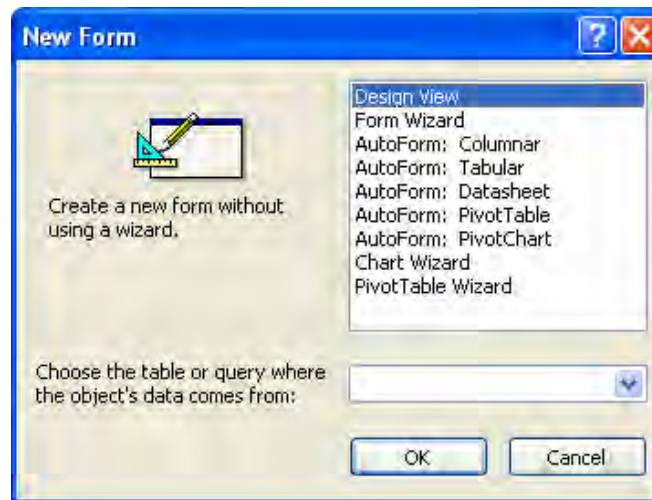 New Form
Design View
Form Wizard
AutoForm: Columnar
AutoForm: Tabular
AutoForm: Datasheet
AutoForm: PivotTable
AutoForm: PivotChart
Chart Wizard
PivotTable Wizard
Create a new form without
using a wizard.
Choose the table or query where
the object's data comes from:
OK
Cancel